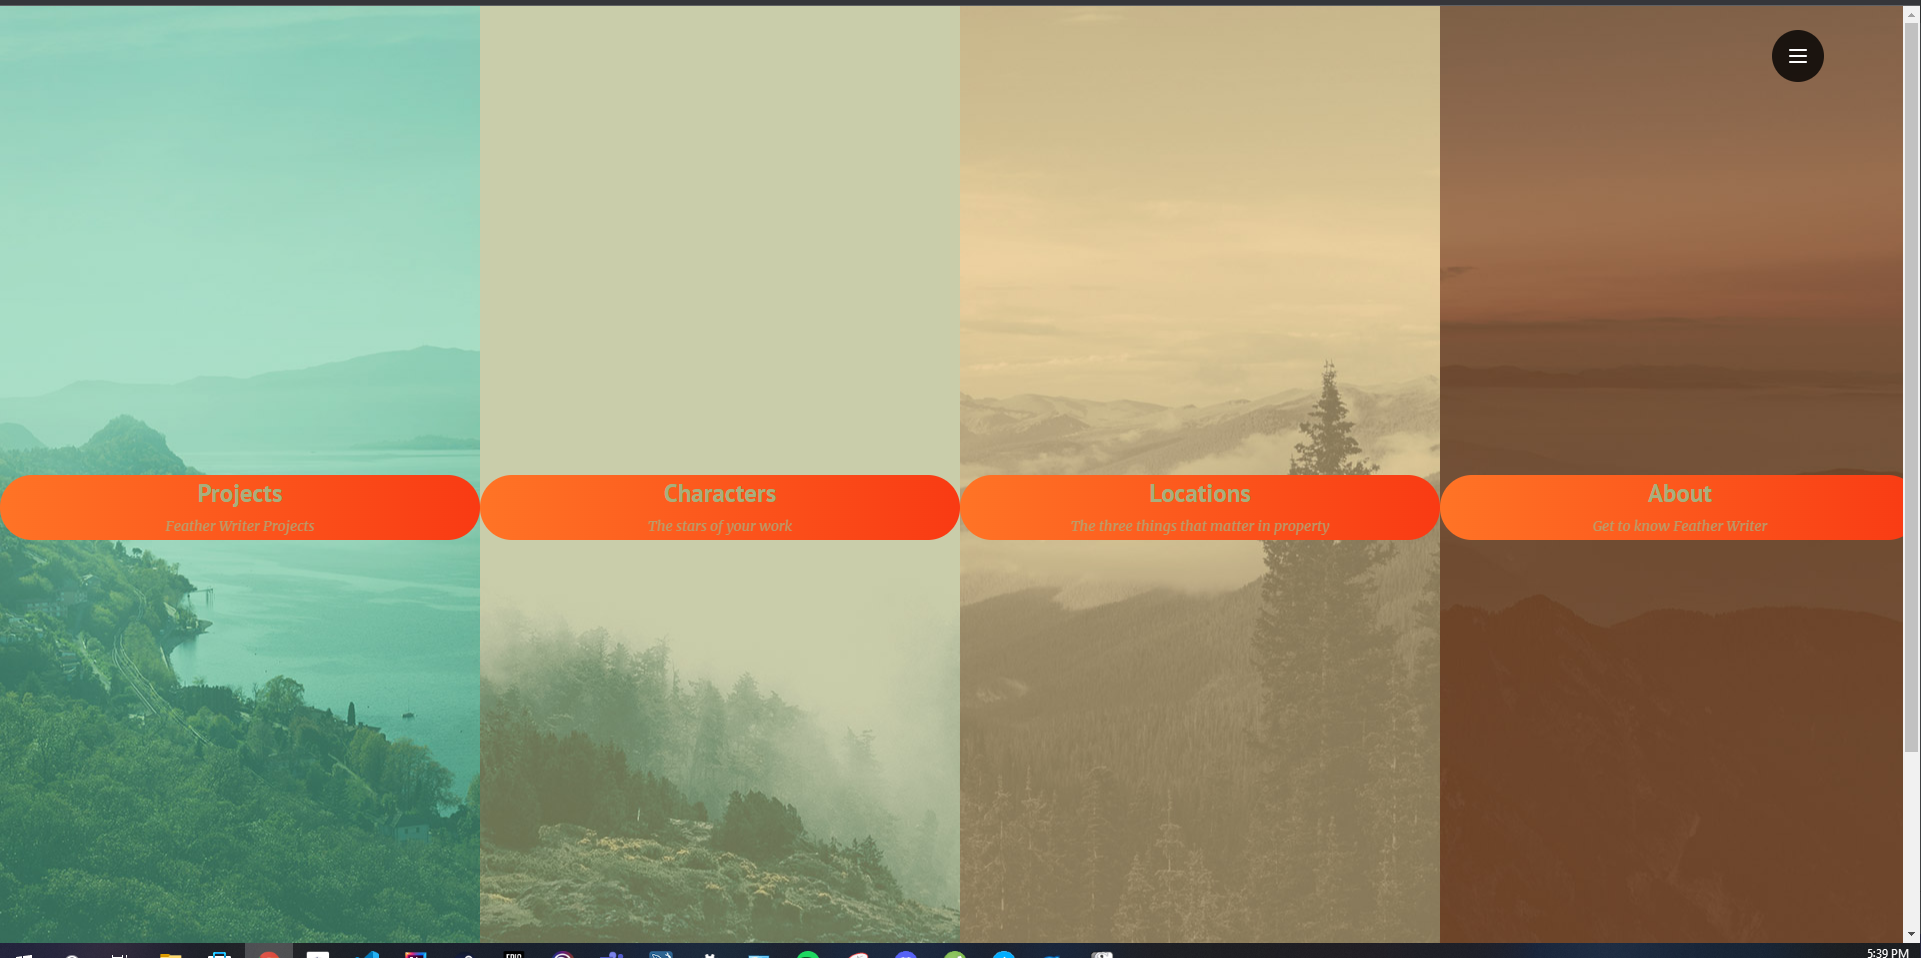 Projects
Feather Writer Projects
Characters
The stars of your work
Locations
The three things that matter in property
About
Get to know Feather Writer
EPIC
5:39 PM